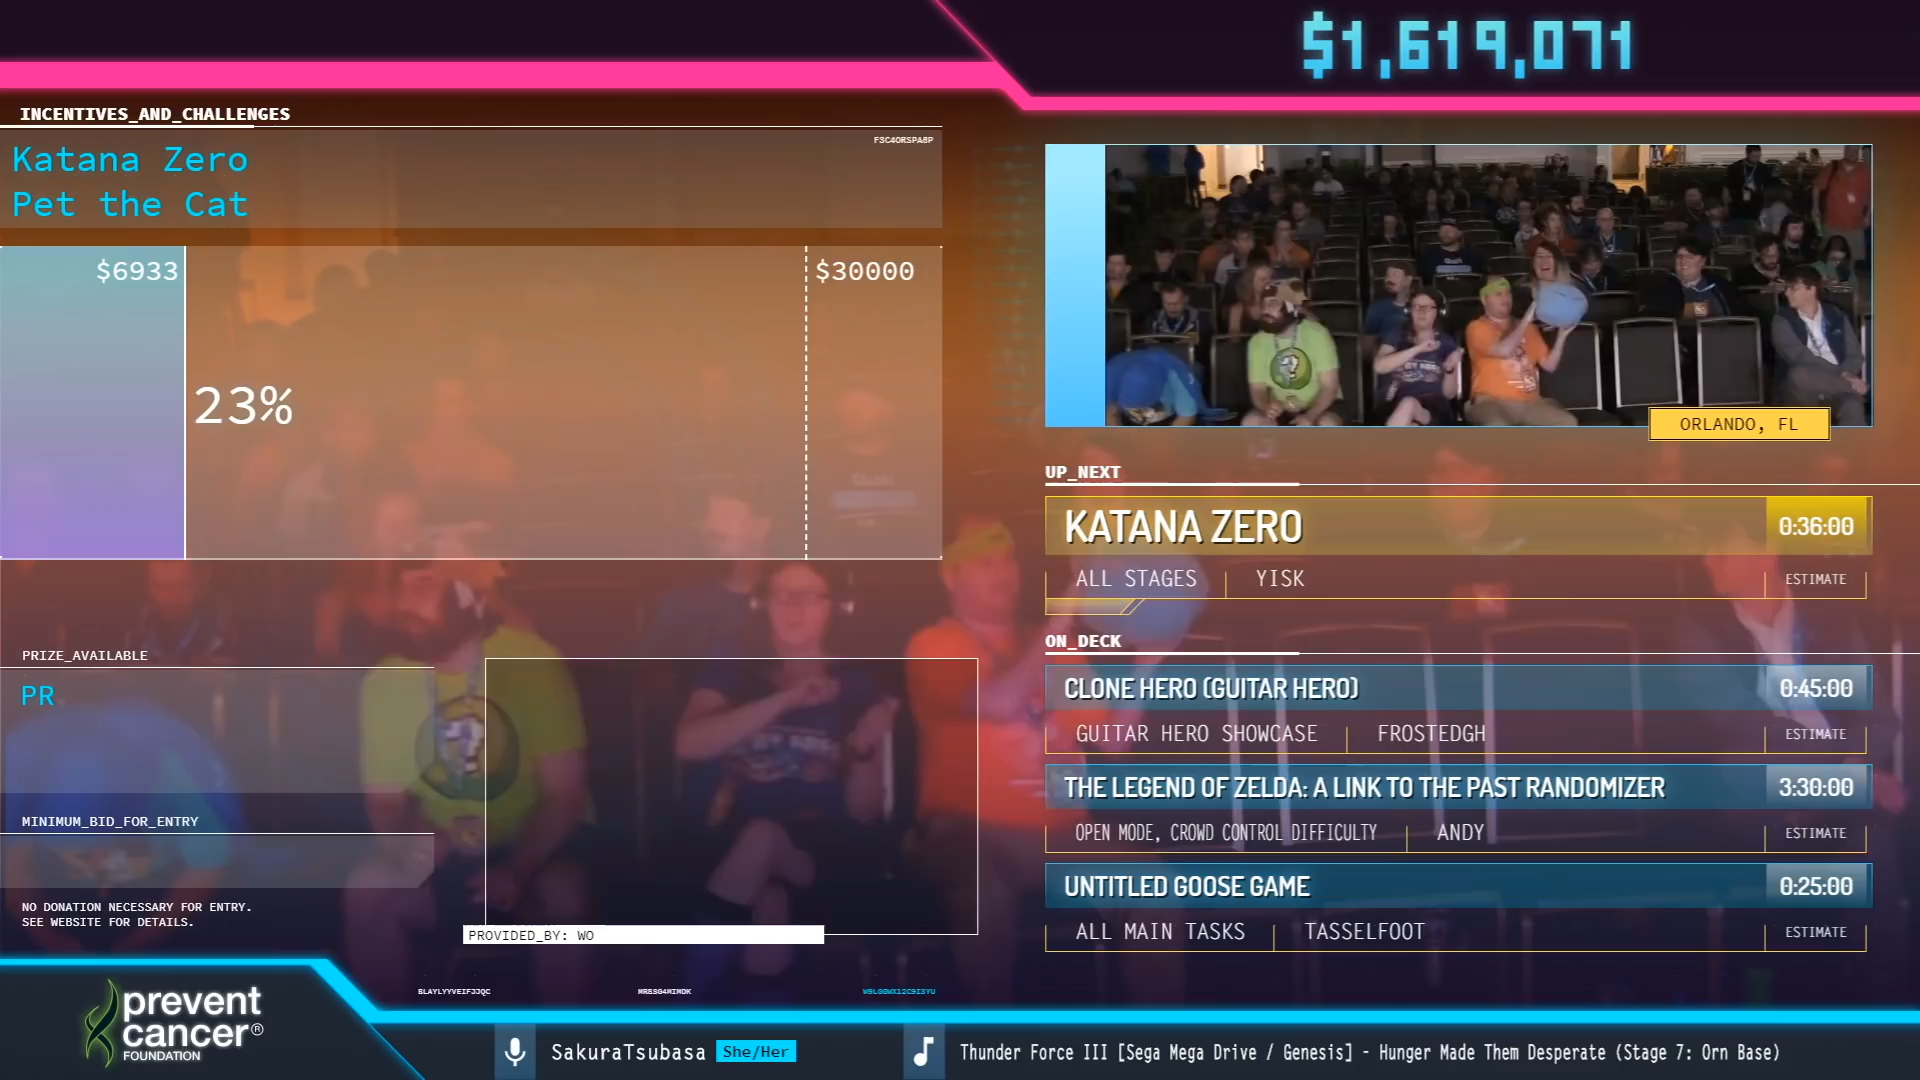 $1,619,071
INCENTIVES_AND_CHALLENGES
Katana Zero
Pet the Cat
$6933
$30000
23%
ORLANDO, FL
UP_NEXT
KATANA ZERO
0:36:00
ALL STAGES
YISK
ESTIMATE
ON_DECK
CLONE HERO (GUITAR HERO)
0:45:00
GUITAR HERO SHOWCASE
FROSTEDGH
ESTIMATE
THE LEGEND OF ZELDA: A LINK TO THE PAST RANDOMIZER
3:30:00
OPEN MODE, CROWD CONTROL DIFFICULTY
ANDY
ESTIMATE
UNTITLED GOOSE GAME
0:25:00
ALL MAIN TASKS
TASSELFOOT
ESTIMATE
PRIZE_AVAILABLE
PR
MINIMUM_BID_FOR_ENTRY
NO DONATION NECESSARY FOR ENTRY.
SEE WEBSITE FOR DETAILS.
PROVIDED_BY: WO
prevent
cancer®
FOUNDATION
SakuraTsubasa She/Her
Thunder Force III [Sega Mega Drive / Genesis] - Hunger Made Them Desperate (Stage 7: Orn Base)